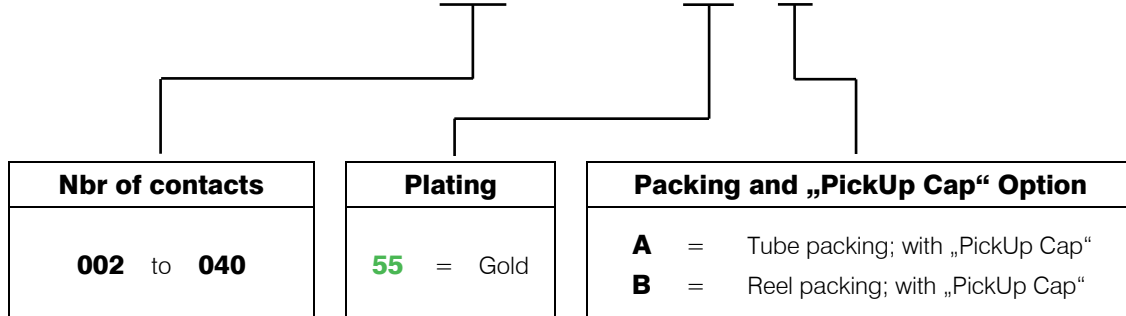 Nbr of contacts
002 to 040
Plating
55 = Gold
Packing and „PickUp Cap“ Option
A = Tube packing; with „PickUp Cap“
B = Reel packing; with „PickUp Cap“